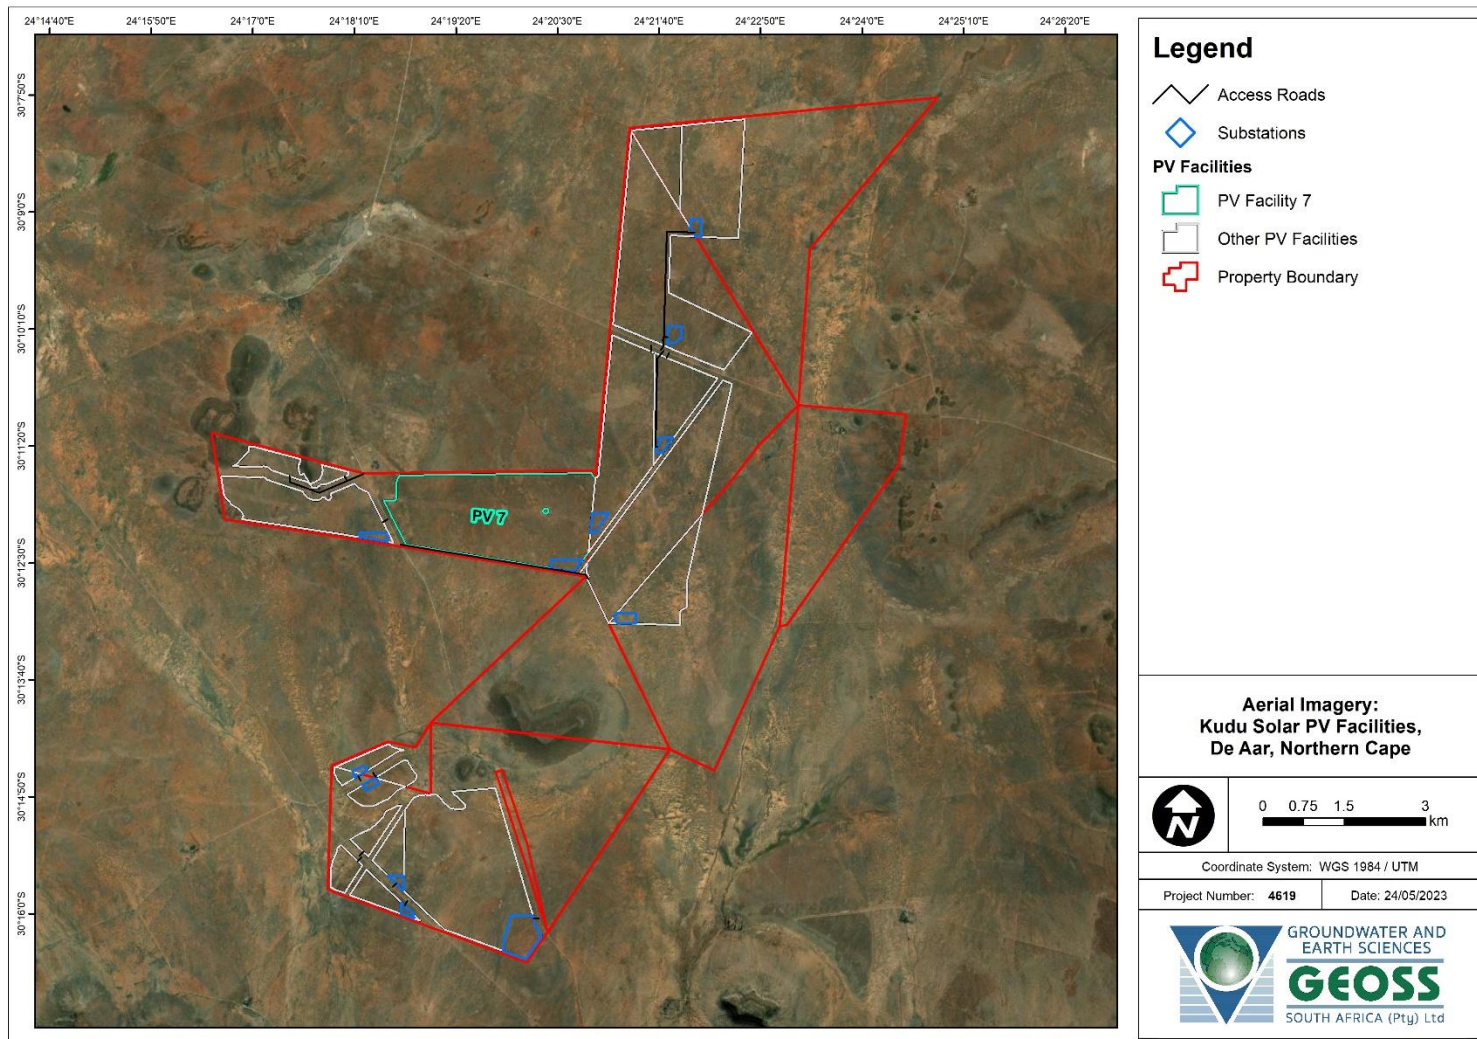 24°14'40"E 24°15'50"E 24°17'0"E 24°18'10"E 24°19'20"E 24°20'30"E 24°21'40"E 24°22'50"E 24°24'0"E 24°25'10"E 24°26'20"E
30°7'50"S
30°9'0"S
30°10'10"S
30°11'20"S
30°12'30"S
30°13'40"S
30°14'50"S
30°16'0"S
PV 7
Legend
Access Roads
Substations
PV Facilities
PV Facility 7
Other PV Facilities
Property Boundary
Aerial Imagery:
Kudu Solar PV Facilities,
De Aar, Northern Cape
N
0 0.75 1.5 3
km
Coordinate System: WGS 1984 / UTM
Project Number: 4619 Date: 24/05/2023
GROUNDWATER AND
EARTH SCIENCES
GEOSS
SOUTH AFRICA (Pty) Ltd